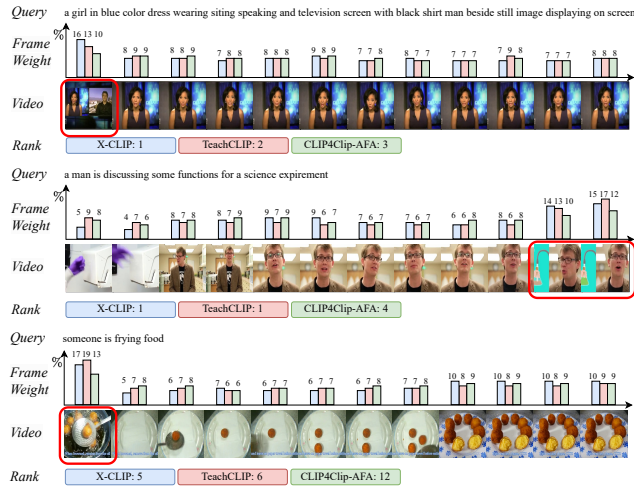 Query a girl in blue color dress wearing siting speaking and television screen with black shirt man beside still image displaying on screen
Frame Weight
%
16 13 10 8 9 9 8 8 9 7 8 8 8 8 8 9 8 9 7 8 8 7 7 7 7 9 8 7 7 7 8 8 8
Video
Rank X-CLIP: 1 TeachCLIP: 2 CLIP4Clip-AFA: 3
Query a man is discussing some functions for a science expirement
Frame Weight
%
5 9 8 4 7 6 8 7 8 8 7 8 9 7 9 9 6 7 7 6 7 7 6 7 6 6 8 8 6 8 14 14 10 15 17 12
Video
Rank X-CLIP: 1 TeachCLIP: 1 CLIP4Clip-AFA: 4
Query someone is frying food
Frame Weight
%
17 19 13 5 7 8 6 7 8 7 6 6 6 7 7 6 7 7 6 7 8 7 7 8 10 8 9 10 8 9 10 8 9 10 9 9
Video
Rank X-CLIP: 5 TeachCLIP: 6 CLIP4Clip-AFA: 12